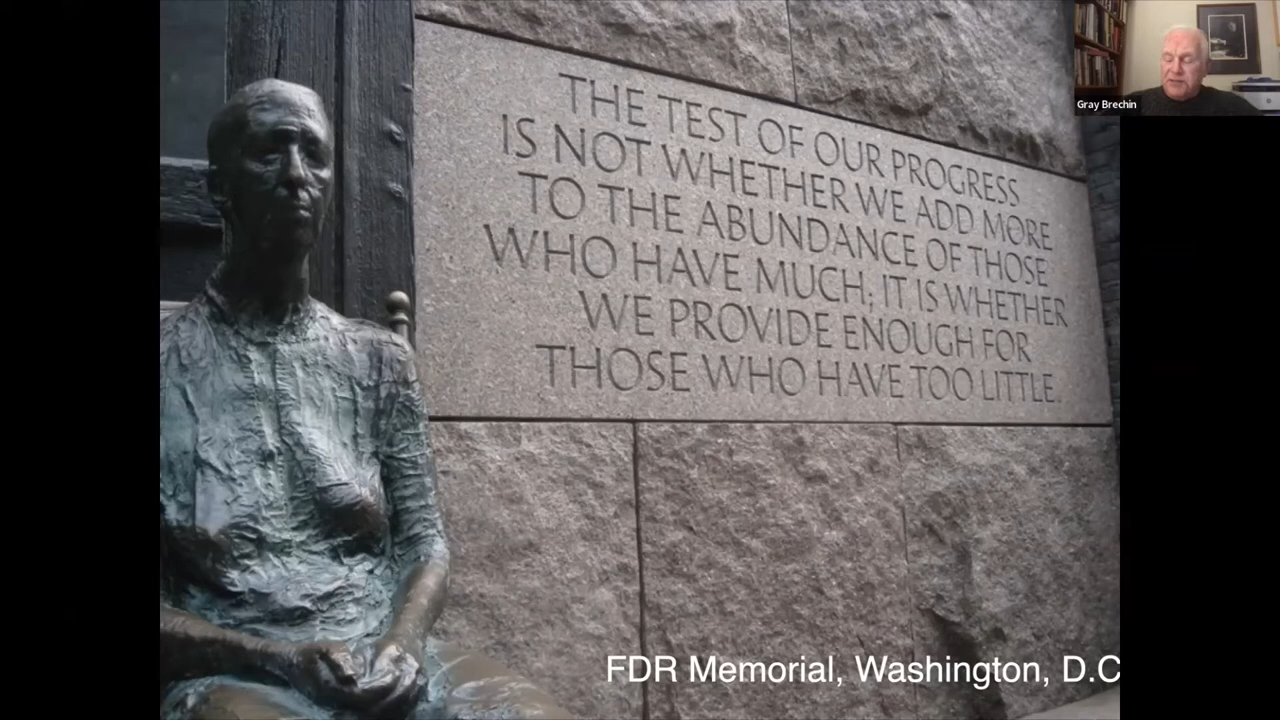 THE TEST OF OUR PROGRESS
IS NOT WHETHER WE ADD MORE
TO THE ABUNDANCE OF THOSE
WHO HAVE MUCH; IT IS WHETHER
WE PROVIDE ENOUGH FOR
THOSE WHO HAVE TOO LITTLE.
FDR Memorial, Washington, D.C
Gray Brechin